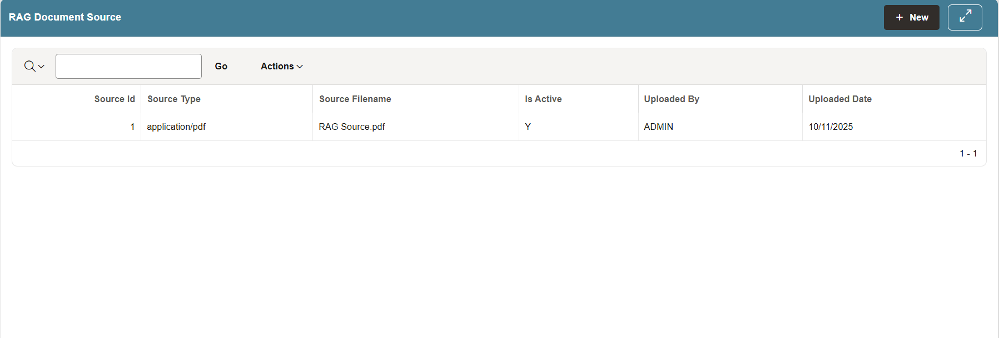 RAG Document Source
+ New
Go Actions
Source Id Source Type Source Filename Is Active Uploaded By Uploaded Date
1 application/pdf RAG Source.pdf Y ADMIN 10/11/2025
1 - 1